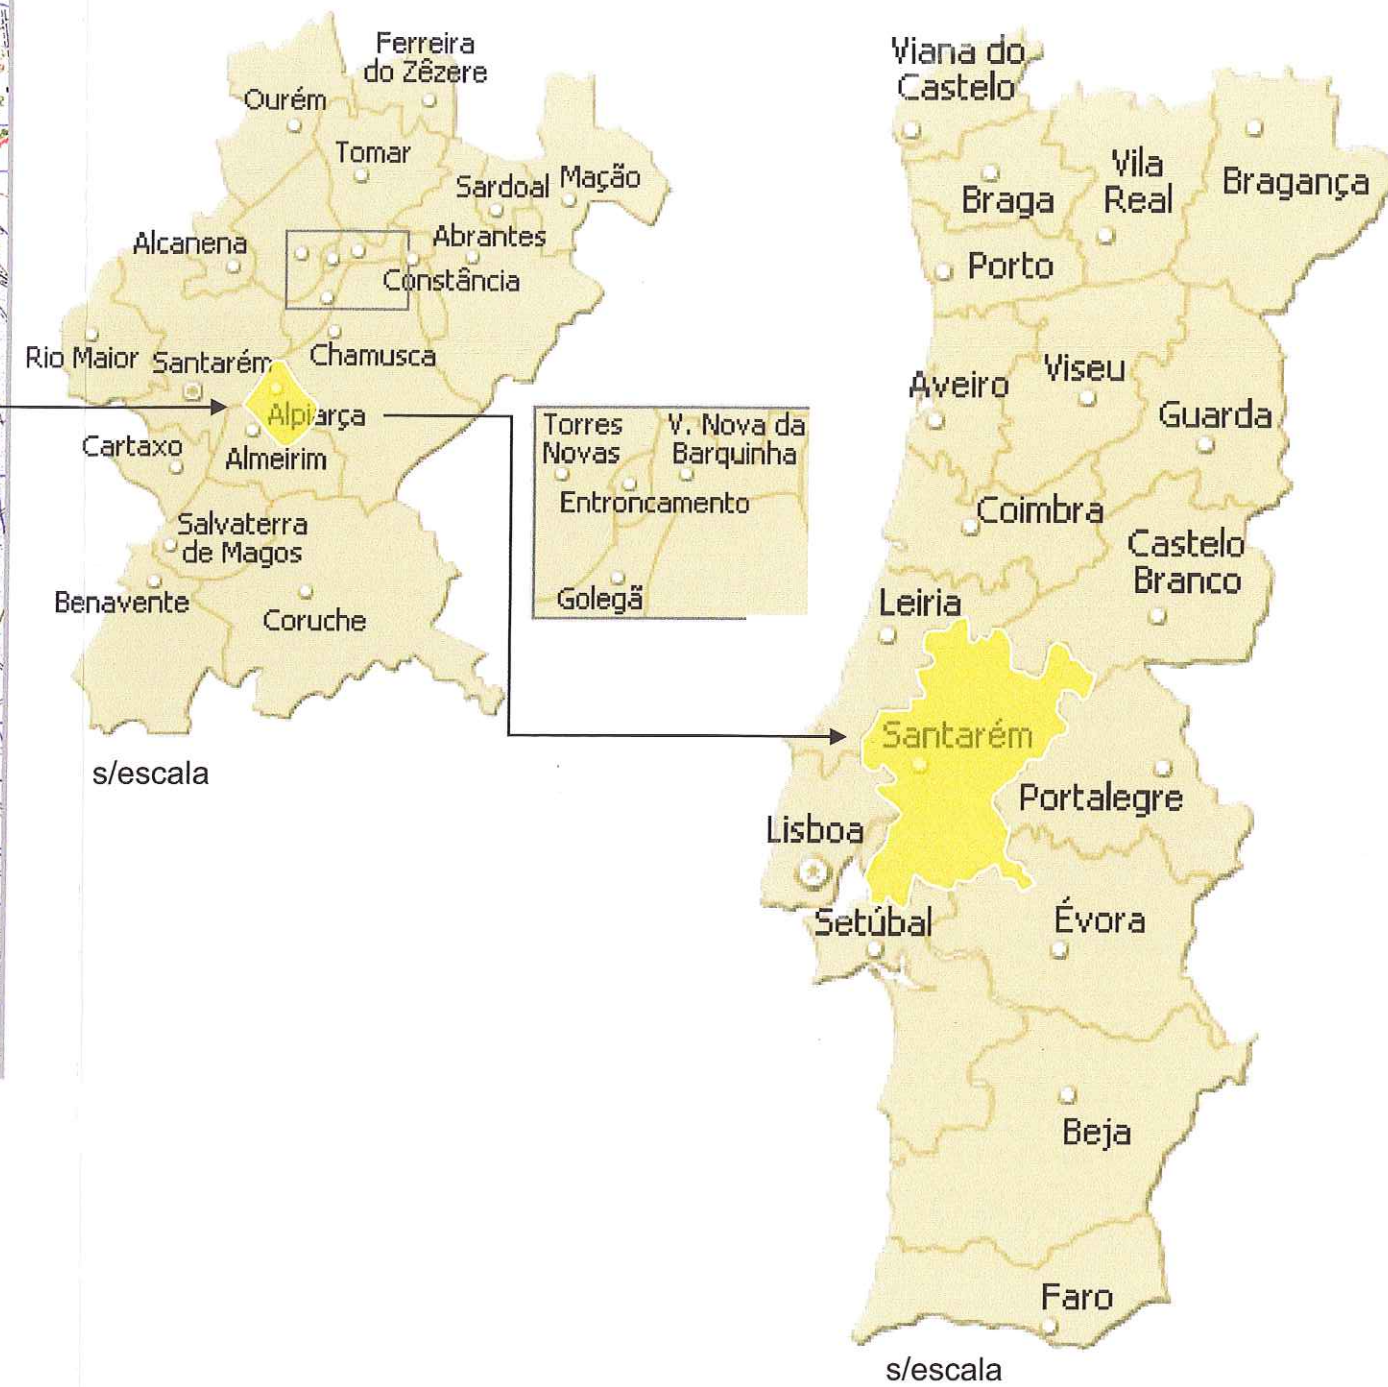 Ferreira
do Zêzere
Ourém
Tomar
Sardoal
Mação
Alcanena
Abrantes
Constância
Rio Maior
Santarém
Chamusca
Alpiarça
Cartaxo
Almeirim
Salvaterra
de Magos
Benavente
Coruche
s/escala
Torres
Novas
V. Nova da
Barquinha
Entroncamento
Golegã
Viana do
Castelo
Braga
Vila
Real
Bragança
Porto
Aveiro
Viseu
Guarda
Coimbra
Castelo
Branco
Leiria
Santarém
Portalegre
Lisboa
Setúbal
Évora
Beja
Faro
s/escala